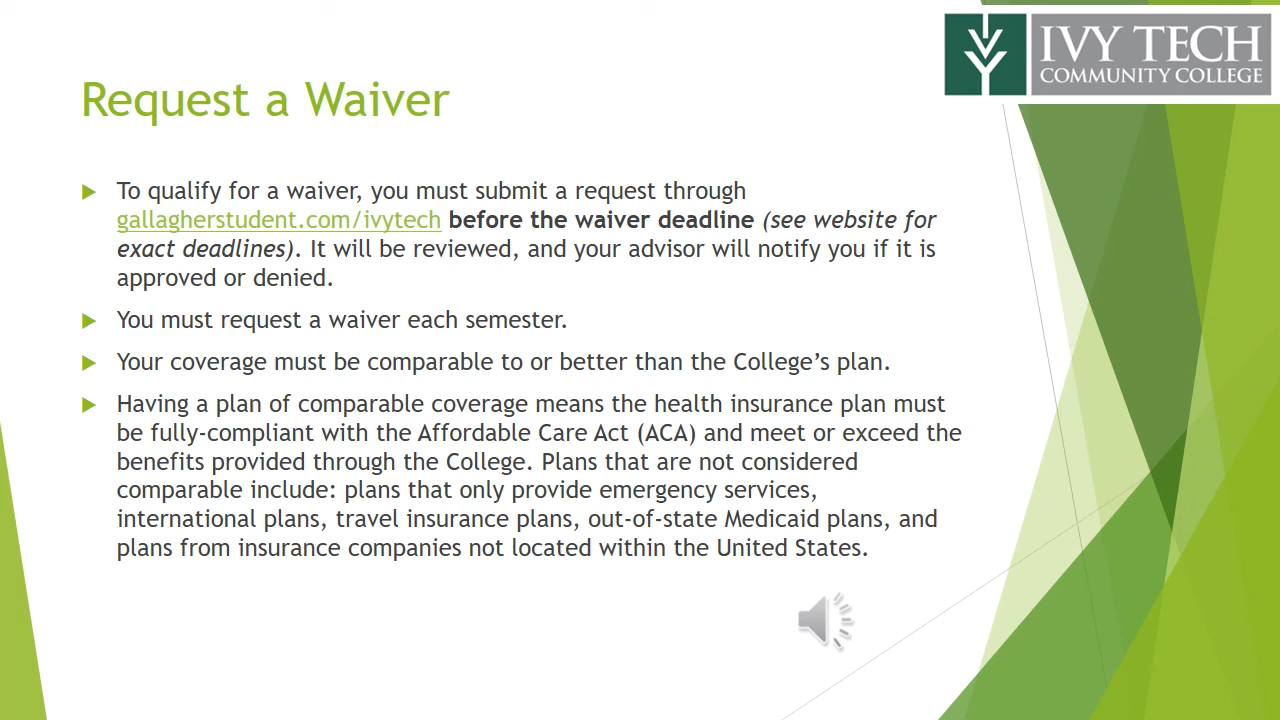 IVY TECH
COMMUNITY COLLEGE
Request a Waiver
To qualify for a waiver, you must submit a request through
gallagherstudent.com/ivytech before the waiver deadline (see website for
exact deadlines). It will be reviewed, and your advisor will notify you if it is
approved or denied.
You must request a waiver each semester.
Your coverage must be comparable to or better than the College’s plan.
Having a plan of comparable coverage means the health insurance plan must
be fully-compliant with the Affordable Care Act (ACA) and meet or exceed the
benefits provided through the College. Plans that are not considered
comparable include: plans that only provide emergency services,
international plans, travel insurance plans, out-of-state Medicaid plans, and
plans from insurance companies not located within the United States.